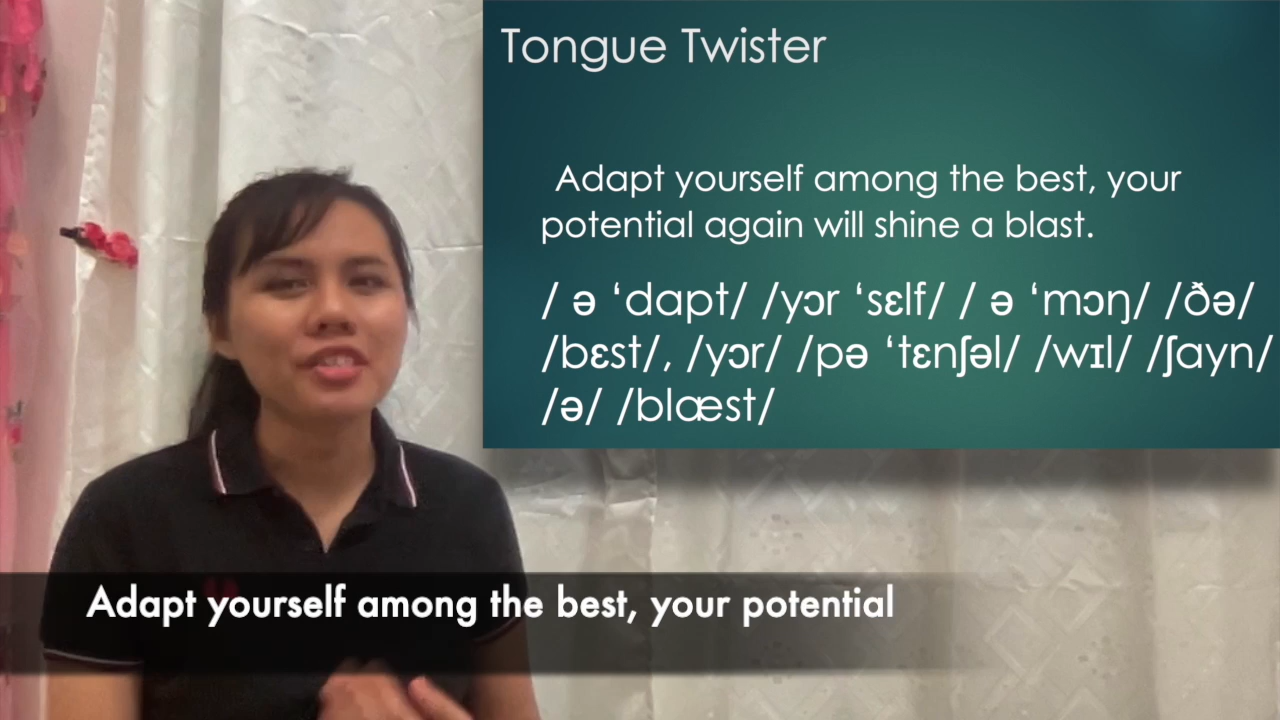 Tongue Twister
Adapt yourself among the best, your
potential again will shine a blast.
/ ə ‘dapt/ /yɔr ‘sɛlf/ / ə ‘mɔŋ/ /ðə/
/bɛst/, /yɔr/ /pə ‘tɛnʃəl/ /wɪl/ /ʃayn/
/ə/ /blæst/
Adapt yourself among the best, your potential